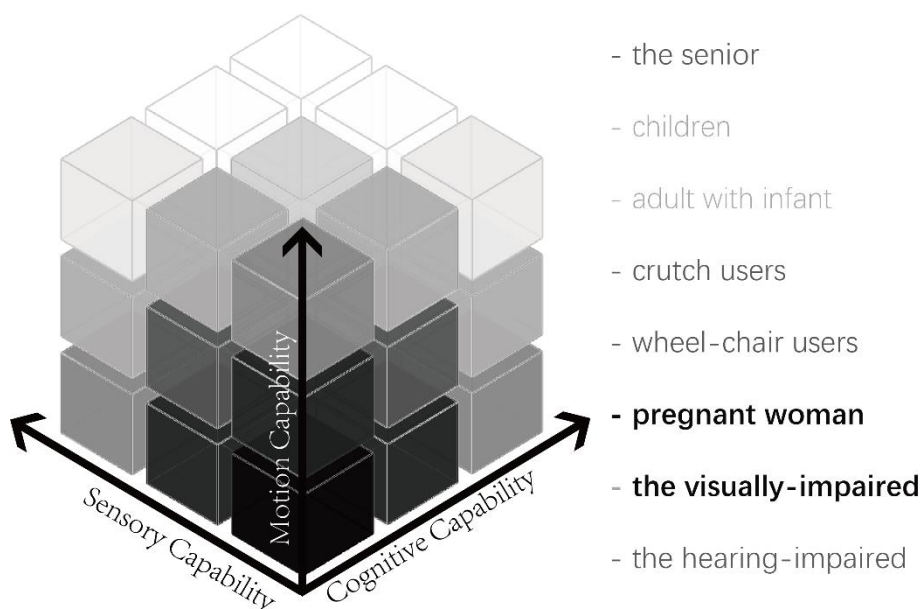 - the senior
- children
- adult with infant
- crutch users
- wheel-chair users
- pregnant woman
- the visually-impaired
- the hearing-impaired
Motion Capability
Sensory Capability
Cognitive Capability